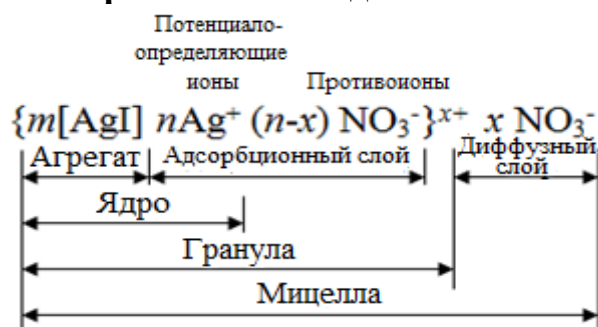 Потенциало-
определяющие
ионы Противоионы
{m[AgI] nAg⁺ (n-x) NO₃⁻}ˣ⁺ x NO₃⁻
Агрегат Адсорбционный слой Диффузный
слой
Ядро
Гранула
Мицелла